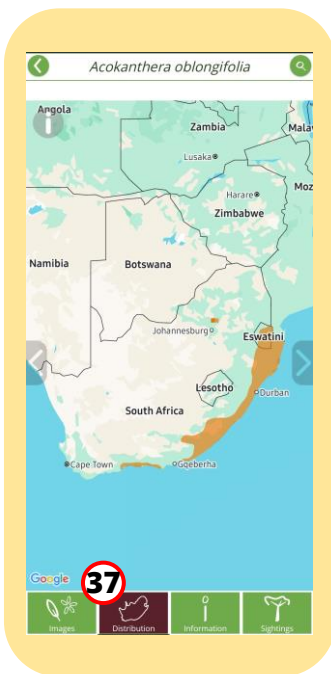 Acokanthera oblongifolia
Angola
Zambia
Malav
Lusaka
Harare
Moz
Zimbabwe
Namibia
Botswana
Johannesburg
Eswatini
Lesotho
Durban
South Africa
Cape Town
Gqeberha
Google
37
Images
Distribution
Information
Sightings